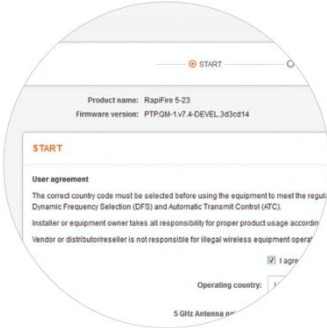 START
Product name: RapiFire 5-23
Firmware version: PTP.QM-1.v7.4-DEVEL.3d3cd14
START
User agreement
The correct country code must be selected before using the equipment to meet the
Dynamic Frequency Selection (DFS) and Automatic Transmit Control (ATC).
Installer or equipment owner takes all responsibility for proper product usage
Vendor or distributor/reseller is not responsible for illegal wireless equipment
I agre
Operating country:
5 GHz Antenna